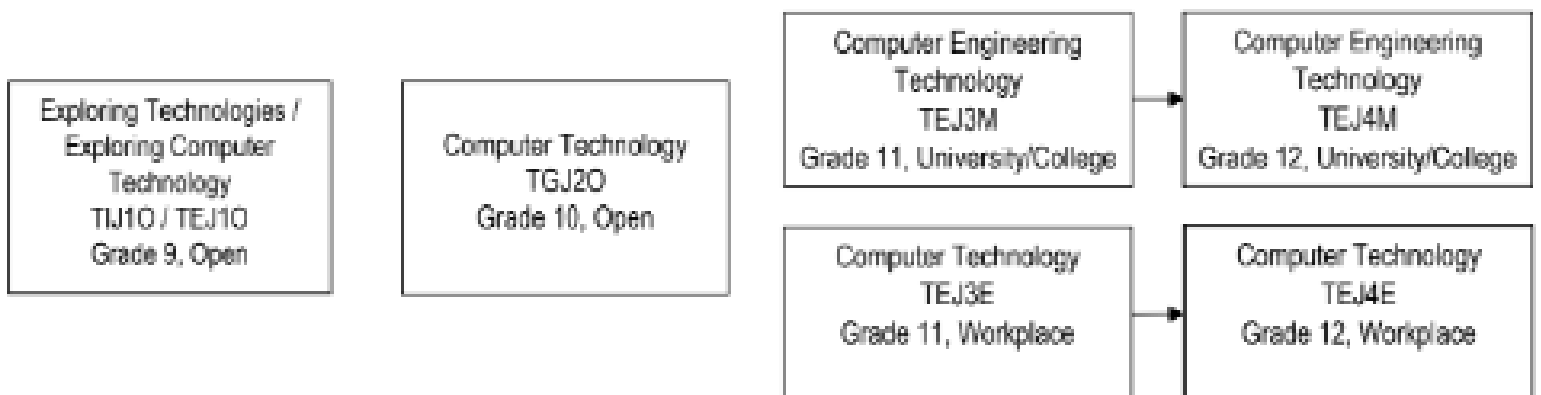 Exploring Technologies /
Exploring Computer
Technology
TIJ1O / TEJ1O
Grade 9, Open
Computer Technology
TGJ2O
Grade 10, Open
Computer Engineering
Technology
TEJ3M
Grade 11, University/College
Computer Engineering
Technology
TEJ4M
Grade 12, University/College
Computer Technology
TEJ3E
Grade 11, Workplace
Computer Technology
TEJ4E
Grade 12, Workplace